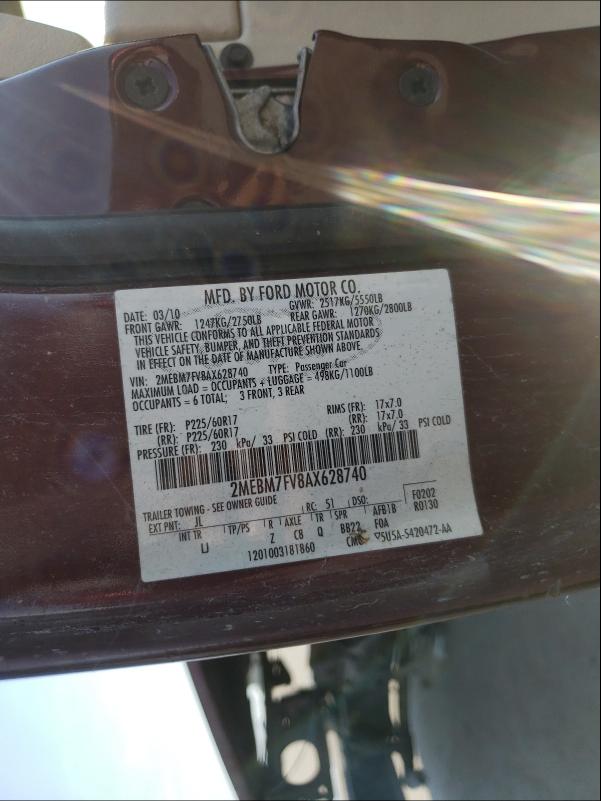 MFD. BY FORD MOTOR CO.
DATE: 03/10 GVWR: 2517KG/5550LB
FRONT GAWR: 1247KG/2750LB REAR GAWR: 1270KG/2800LB
THIS VEHICLE CONFORMS TO ALL APPLICABLE FEDERAL MOTOR
VEHICLE SAFETY, BUMPER, AND THEFT PREVENTION STANDARDS
IN EFFECT ON THE DATE OF MANUFACTURE SHOWN ABOVE.
VIN: 2MEBM7FV8AX628740 TYPE: Passenger Car
MAXIMUM LOAD = OCCUPANTS + LUGGAGE = 498KG/1100LB
OCCUPANTS = 6 TOTAL; 3 FRONT, 3 REAR
TIRE (FR): P225/60R17 RIMS (FR): 17x7.0
(RR): P225/60R17 (RR): 17x7.0
PRESSURE (FR): 230 kPa/ 33 PSI COLD (RR): 230 kPa/ 33 PSI COLD
2MEBM7FV8AX628740
TRAILER TOWING - SEE OWNER GUIDE
EXT PNT: JL RC: 51 DSO: F0202
INT TR TP/PS R AXLE TR SPR AFB1B R0130
LJ Z C8 Q BB22 FOA
1201003181860 CMC ▽5U5A-5420472-AA